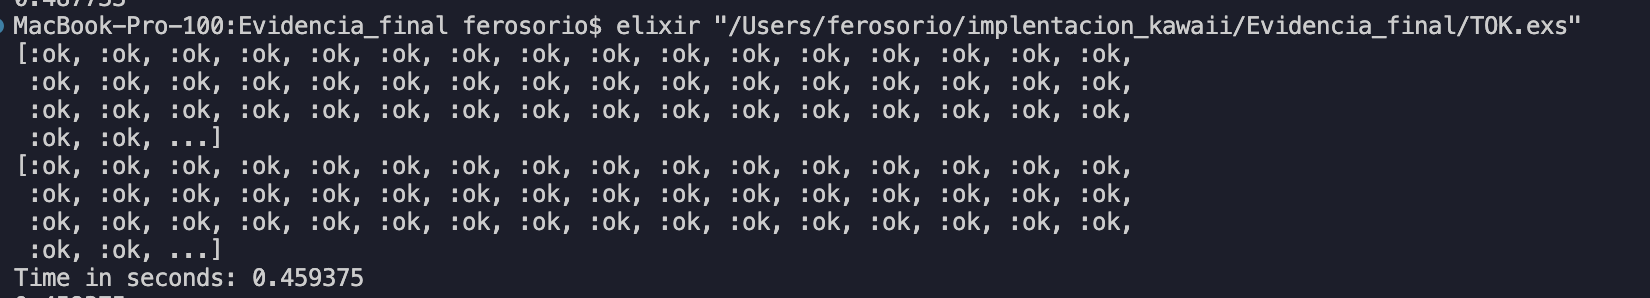 MacBook-Pro-100:Evidencia_final ferosorio$ elixir "/Users/ferosorio/implentacion_kawaii/Evidencia_final/TOK.exs"
[:ok, :ok, :ok, :ok, :ok, :ok, :ok, :ok, :ok, :ok, :ok, :ok, :ok, :ok, :ok, :ok,
:ok, :ok, :ok, :ok, :ok, :ok, :ok, :ok, :ok, :ok, :ok, :ok, :ok, :ok, :ok, :ok,
:ok, :ok, :ok, :ok, :ok, :ok, :ok, :ok, :ok, :ok, :ok, :ok, :ok, :ok, :ok, :ok,
:ok, :ok, ...]
[:ok, :ok, :ok, :ok, :ok, :ok, :ok, :ok, :ok, :ok, :ok, :ok, :ok, :ok, :ok, :ok,
:ok, :ok, :ok, :ok, :ok, :ok, :ok, :ok, :ok, :ok, :ok, :ok, :ok, :ok, :ok, :ok,
:ok, :ok, :ok, :ok, :ok, :ok, :ok, :ok, :ok, :ok, :ok, :ok, :ok, :ok, :ok, :ok,
:ok, :ok, ...]
Time in seconds: 0.459375